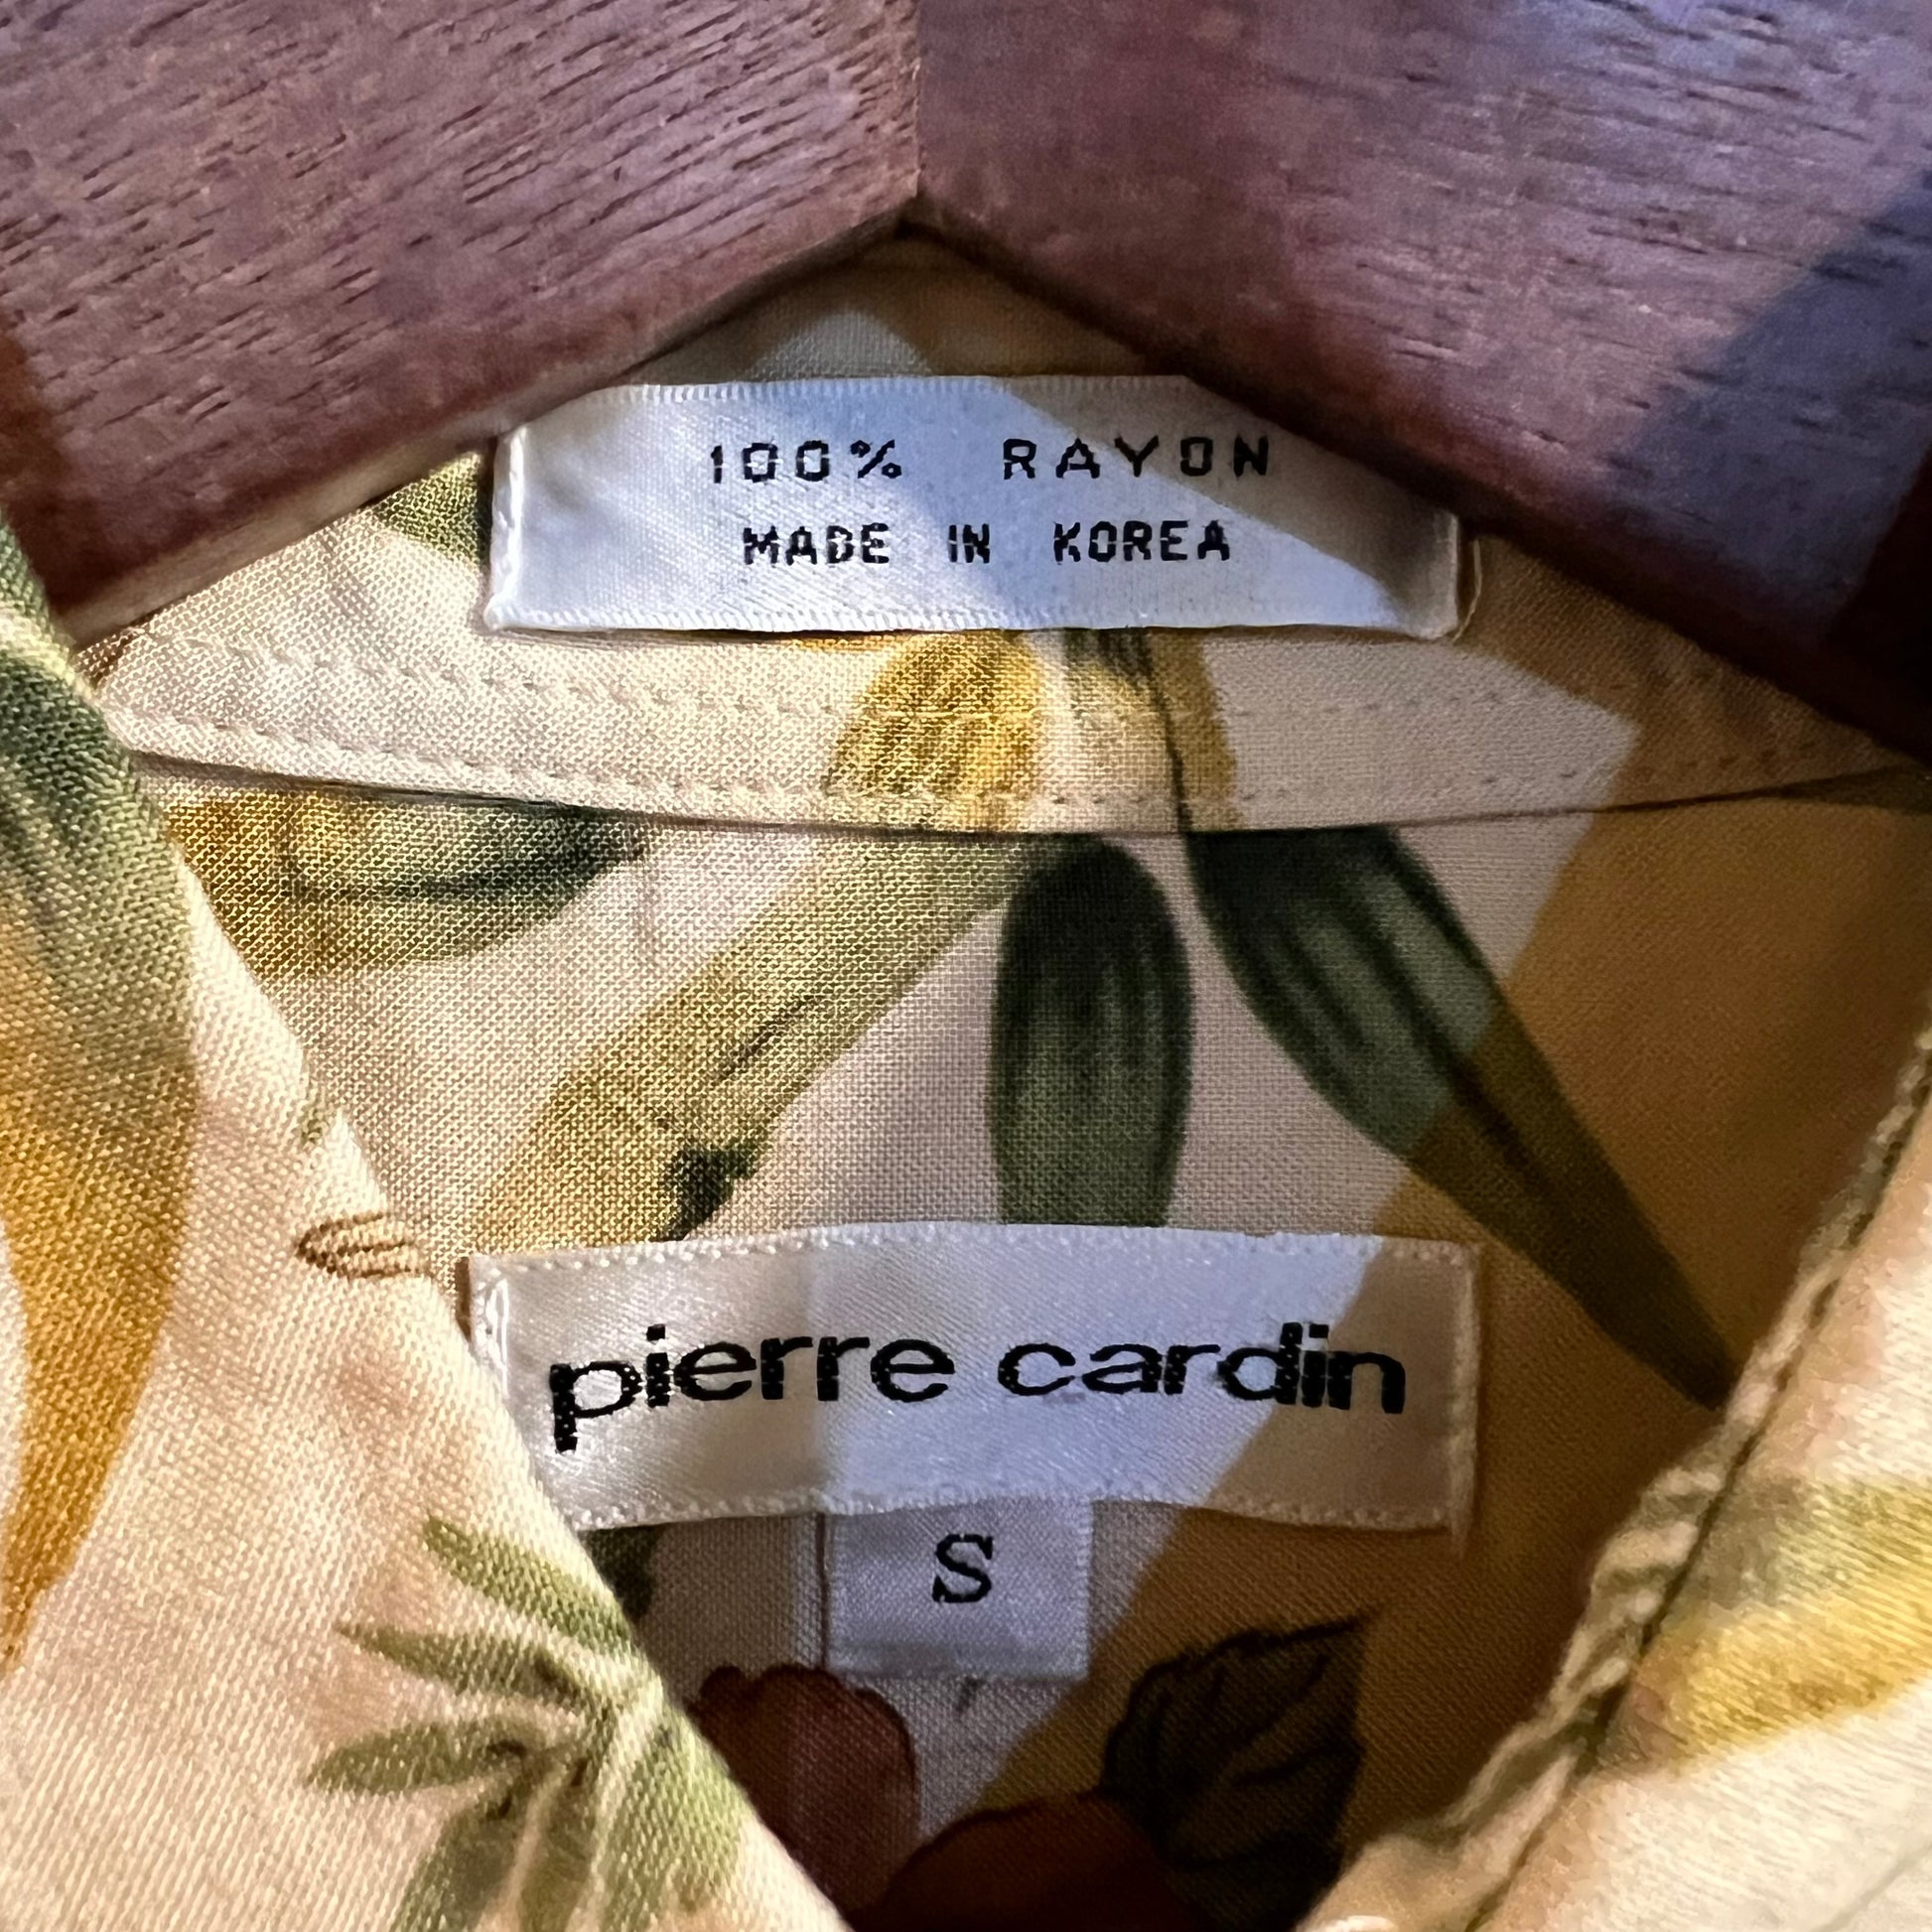 100% RAYON
MADE IN KOREA
pierre cardin
S